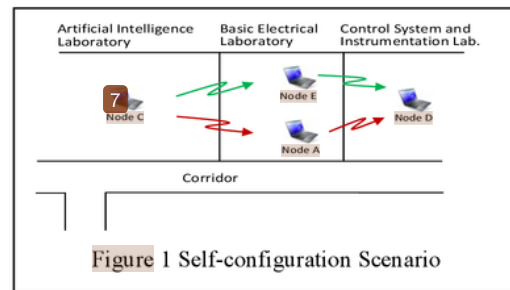 Artificial Intelligence Laboratory
Basic Electrical Laboratory
Control System and Instrumentation Lab.
7
Node C
Node E
Node D
Node A
Corridor
Figure 1 Self-configuration Scenario